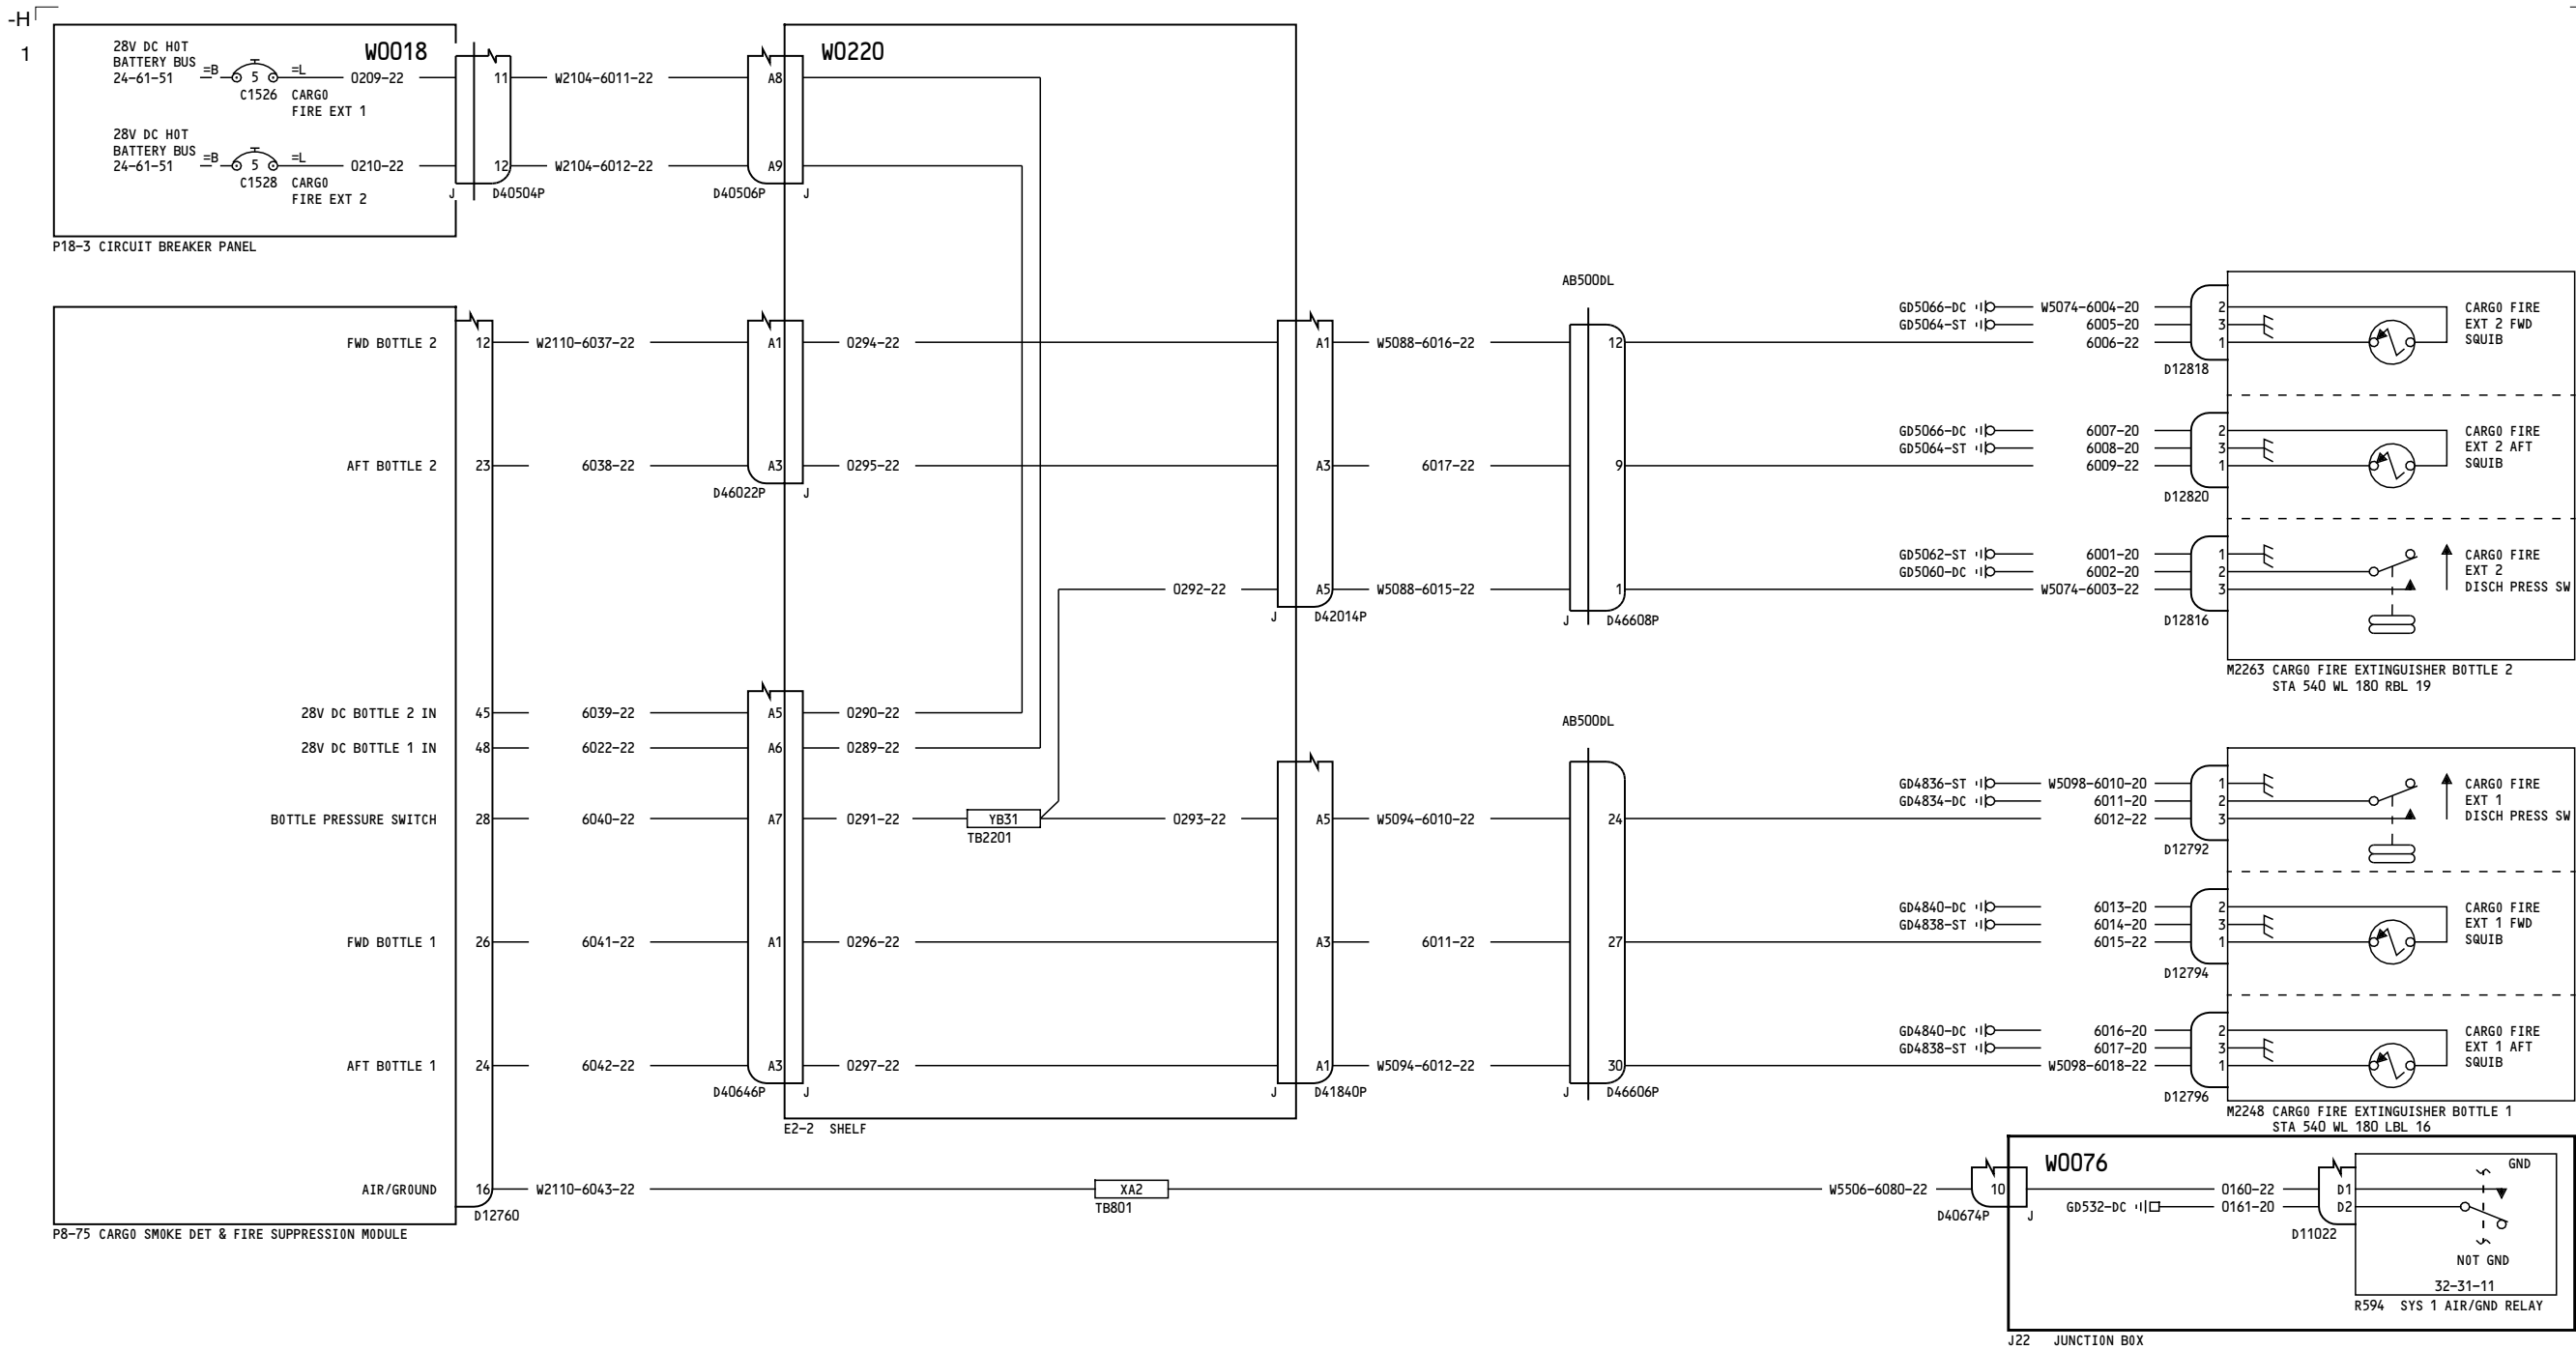 -H
1
W0018
28V DC HOT
BATTERY BUS
24-61-51
=B
5
=L
0209-22
C1526
CARGO
FIRE EXT 1
28V DC HOT
BATTERY BUS
24-61-51
=B
5
=L
0210-22
C1528
CARGO
FIRE EXT 2
P18-3 CIRCUIT BREAKER PANEL
11
12
J
D40504P
W2104-6011-22
W2104-6012-22
A8
A9
D40506P
J
W0220
FWD BOTTLE 2
12
W2110-6037-22
A1
0294-22
A1
W5088-6016-22
AB500DL
12
AFT BOTTLE 2
23
6038-22
A3
0295-22
A3
6017-22
9
D46022P
J
0292-22
A5
W5088-6015-22
1
J
D42014P
J
D46608P
GD5066-DC
W5074-6004-20
2
GD5064-ST
6005-20
3
6006-22
1
D12818
CARGO FIRE
EXT 2 FWD
SQUIB
GD5066-DC
6007-20
2
GD5064-ST
6008-20
3
6009-22
1
D12820
CARGO FIRE
EXT 2 AFT
SQUIB
GD5062-ST
6001-20
1
GD5060-DC
6002-20
2
W5074-6003-22
3
D12816
CARGO FIRE
EXT 2
DISCH PRESS SW
M2263 CARGO FIRE EXTINGUISHER BOTTLE 2
STA 540 WL 180 RBL 19
28V DC BOTTLE 2 IN
45
6039-22
A5
0290-22
28V DC BOTTLE 1 IN
48
6022-22
A6
0289-22
BOTTLE PRESSURE SWITCH
28
6040-22
A7
0291-22
YB31
TB2201
0293-22
A5
W5094-6010-22
AB500DL
24
FWD BOTTLE 1
26
6041-22
A1
0296-22
A3
6011-22
27
AFT BOTTLE 1
24
6042-22
A3
0297-22
A1
W5094-6012-22
30
D40646P
J
J
D41840P
J
D46606P
E2-2 SHELF
GD4836-ST
W5098-6010-20
1
GD4834-DC
6011-20
2
6012-22
3
D12792
CARGO FIRE
EXT 1
DISCH PRESS SW
GD4840-DC
6013-20
2
GD4838-ST
6014-20
3
6015-22
1
D12794
CARGO FIRE
EXT 1 FWD
SQUIB
GD4840-DC
6016-20
2
GD4838-ST
6017-20
3
W5098-6018-22
1
D12796
CARGO FIRE
EXT 1 AFT
SQUIB
M2248 CARGO FIRE EXTINGUISHER BOTTLE 1
STA 540 WL 180 LBL 16
AIR/GROUND
16
W2110-6043-22
XA2
TB801
W5506-6080-22
10
D40674P
J
D12760
P8-75 CARGO SMOKE DET & FIRE SUPPRESSION MODULE
W0076
0160-22
D1
GD532-DC
0161-20
D2
D11022
GND
NOT GND
32-31-11
R594 SYS 1 AIR/GND RELAY
J22 JUNCTION BOX